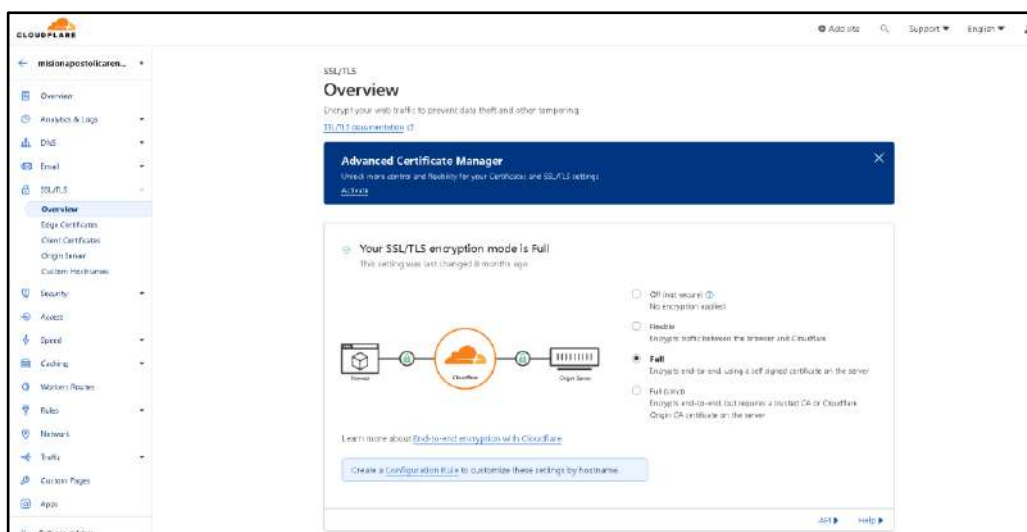 CLOUDFLARE
Add site
Support
English
misionapostolicaren...
Overview
Analytics & Logs
DNS
Email
SSL/TLS
Overview
Edge Certificates
Client Certificates
Origin Server
Custom Hostnames
Security
Access
Speed
Caching
Workers Routes
Rules
Network
Traffic
Custom Pages
Apps
SSL/TLS
Overview
Encrypt your web traffic to prevent data theft and other tampering.
SSL/TLS documentation
Advanced Certificate Manager
Unlock more control and flexibility for your Certificates and SSL/TLS settings
Activate
Your SSL/TLS encryption mode is Full
This setting was last changed 8 months ago
Off (not secure)
No encryption applied
Flexible
Encrypts traffic between the browser and Cloudflare
Full
Encrypts end-to-end, using a self signed certificate on the server
Full (strict)
Encrypts end-to-end, but requires a trusted CA or Cloudflare
Origin CA certificate on the server
Browser
Cloudflare
Origin Server
Learn more about End-to-end encryption with Cloudflare
Create a Configuration Rule to customize these settings by hostname.
API
Help